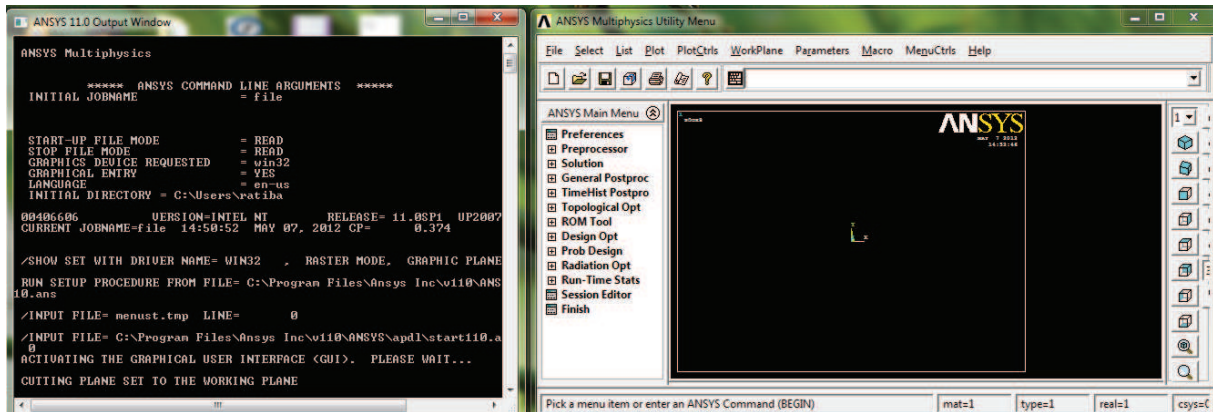 ANSYS 11.0 Output Window
ANSYS Multiphysics
***** ANSYS COMMAND LINE ARGUMENTS *****
INITIAL JOBNAME = file
START-UP FILE MODE = READ
STOP FILE MODE = READ
GRAPHICS DEVICE REQUESTED = win32
GRAPHICAL ENTRY = YES
LANGUAGE = en-us
INITIAL DIRECTORY = C:\Users\ratiba
00406606 VERSION=INTEL NT RELEASE= 11.0SP1 UP2007
CURRENT JOBNAME=file 14:50:52 MAY 07, 2012 CP= 0.374
/SHOW SET WITH DRIVER NAME= WIN32 , RASTER MODE, GRAPHIC PLANE
RUN SETUP PROCEDURE FROM FILE= C:\Program Files\Ansys Inc\v110\ANS
10.ans
/INPUT FILE= menust.tmp LINE= 0
/INPUT FILE= C:\Program Files\Ansys Inc\v110\ANSYS\apdl\start110.a
0
ACTIVATING THE GRAPHICAL USER INTERFACE (GUI). PLEASE WAIT...
CUTTING PLANE SET TO THE WORKING PLANE
ANSYS Multiphysics Utility Menu
File Select List Plot PlotCtrls WorkPlane Parameters Macro MenuCtrls Help
ANSYS Main Menu
Preferences
Preprocessor
Solution
General Postproc
TimeHist Postpro
Topological Opt
ROM Tool
Design Opt
Prob Design
Radiation Opt
Run-Time Stats
Session Editor
Finish
1
ANSYS
Y
X
1
Pick a menu item or enter an ANSYS Command (BEGIN) mat=1 type=1 real=1 csys=0